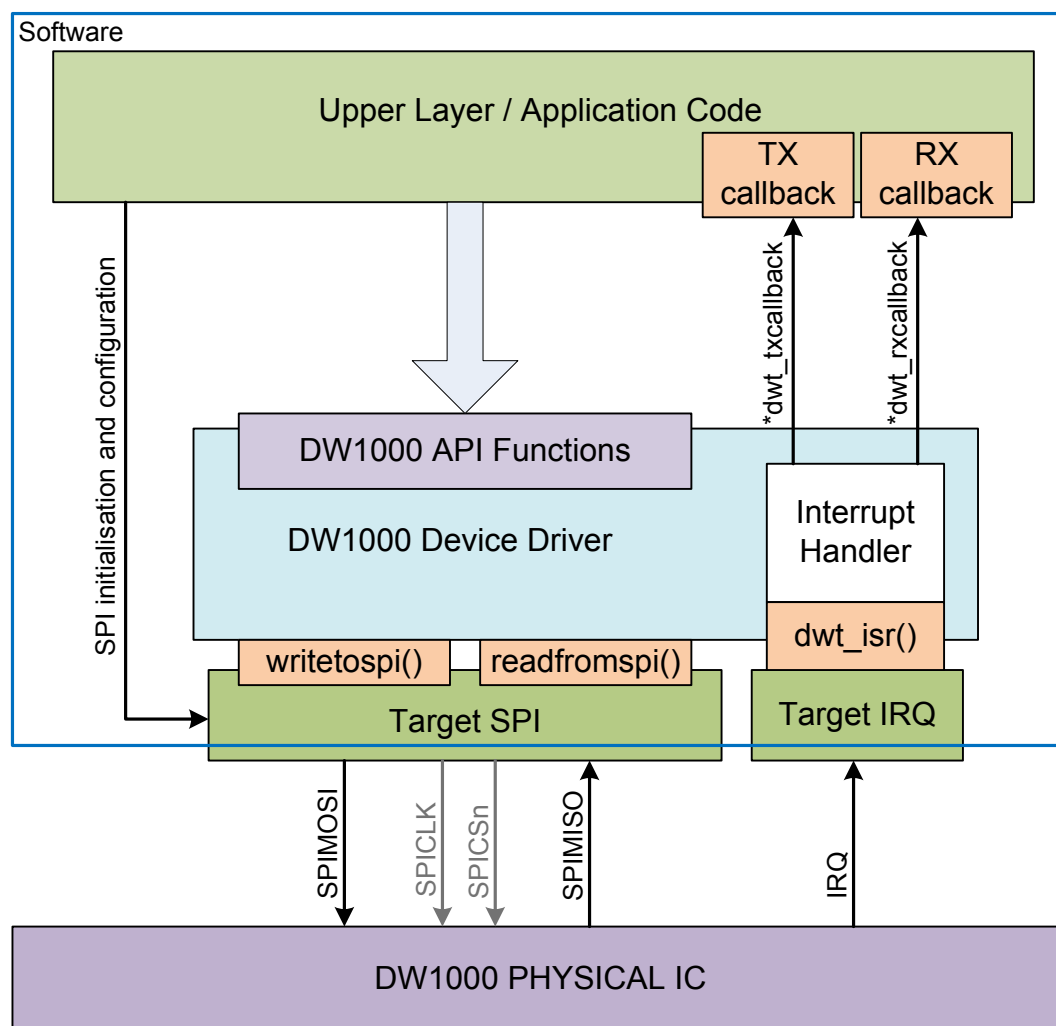 Software
Upper Layer / Application Code
TX
callback
RX
callback
SPI initialisation and configuration
*dwt_txcallback
*dwt_rxcallback
DW1000 API Functions
DW1000 Device Driver
Interrupt
Handler
dwt_isr()
writetospi()
readfromspi()
Target SPI
Target IRQ
SPIMOSI
SPICLK
SPICSn
SPIMISO
IRQ
DW1000 PHYSICAL IC